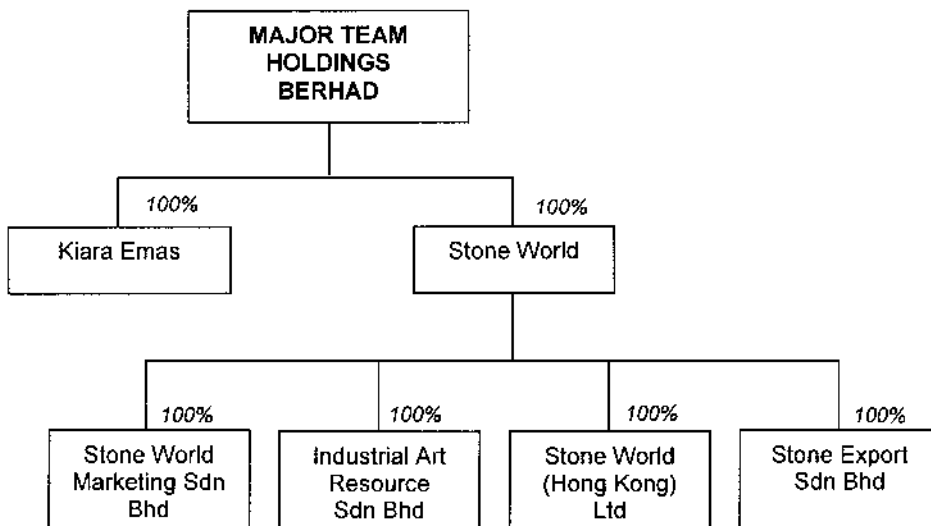 MAJOR TEAM
HOLDINGS
BERHAD
100%
100%
Kiara Emas
Stone World
100%
100%
100%
100%
Stone World
Marketing Sdn
Bhd
Industrial Art
Resource
Sdn Bhd
Stone World
(Hong Kong)
Ltd
Stone Export
Sdn Bhd